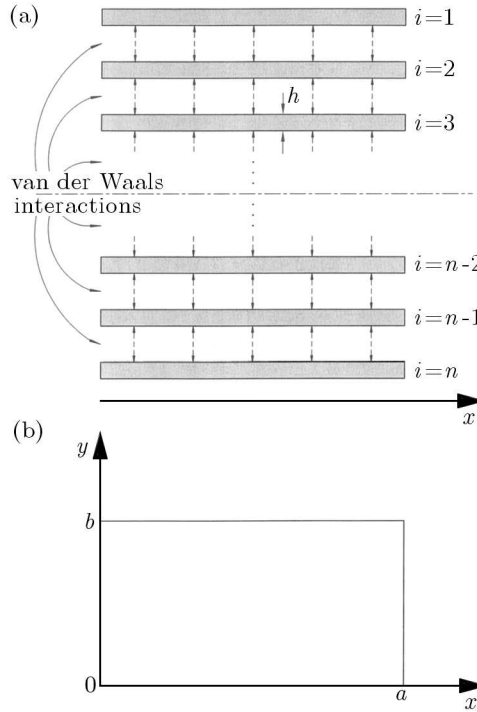 (a)
i=1
i=2
h
i=3
van der Waals
interactions
i=n-2
i=n-1
i=n
x
(b)
y
b
0
a
x